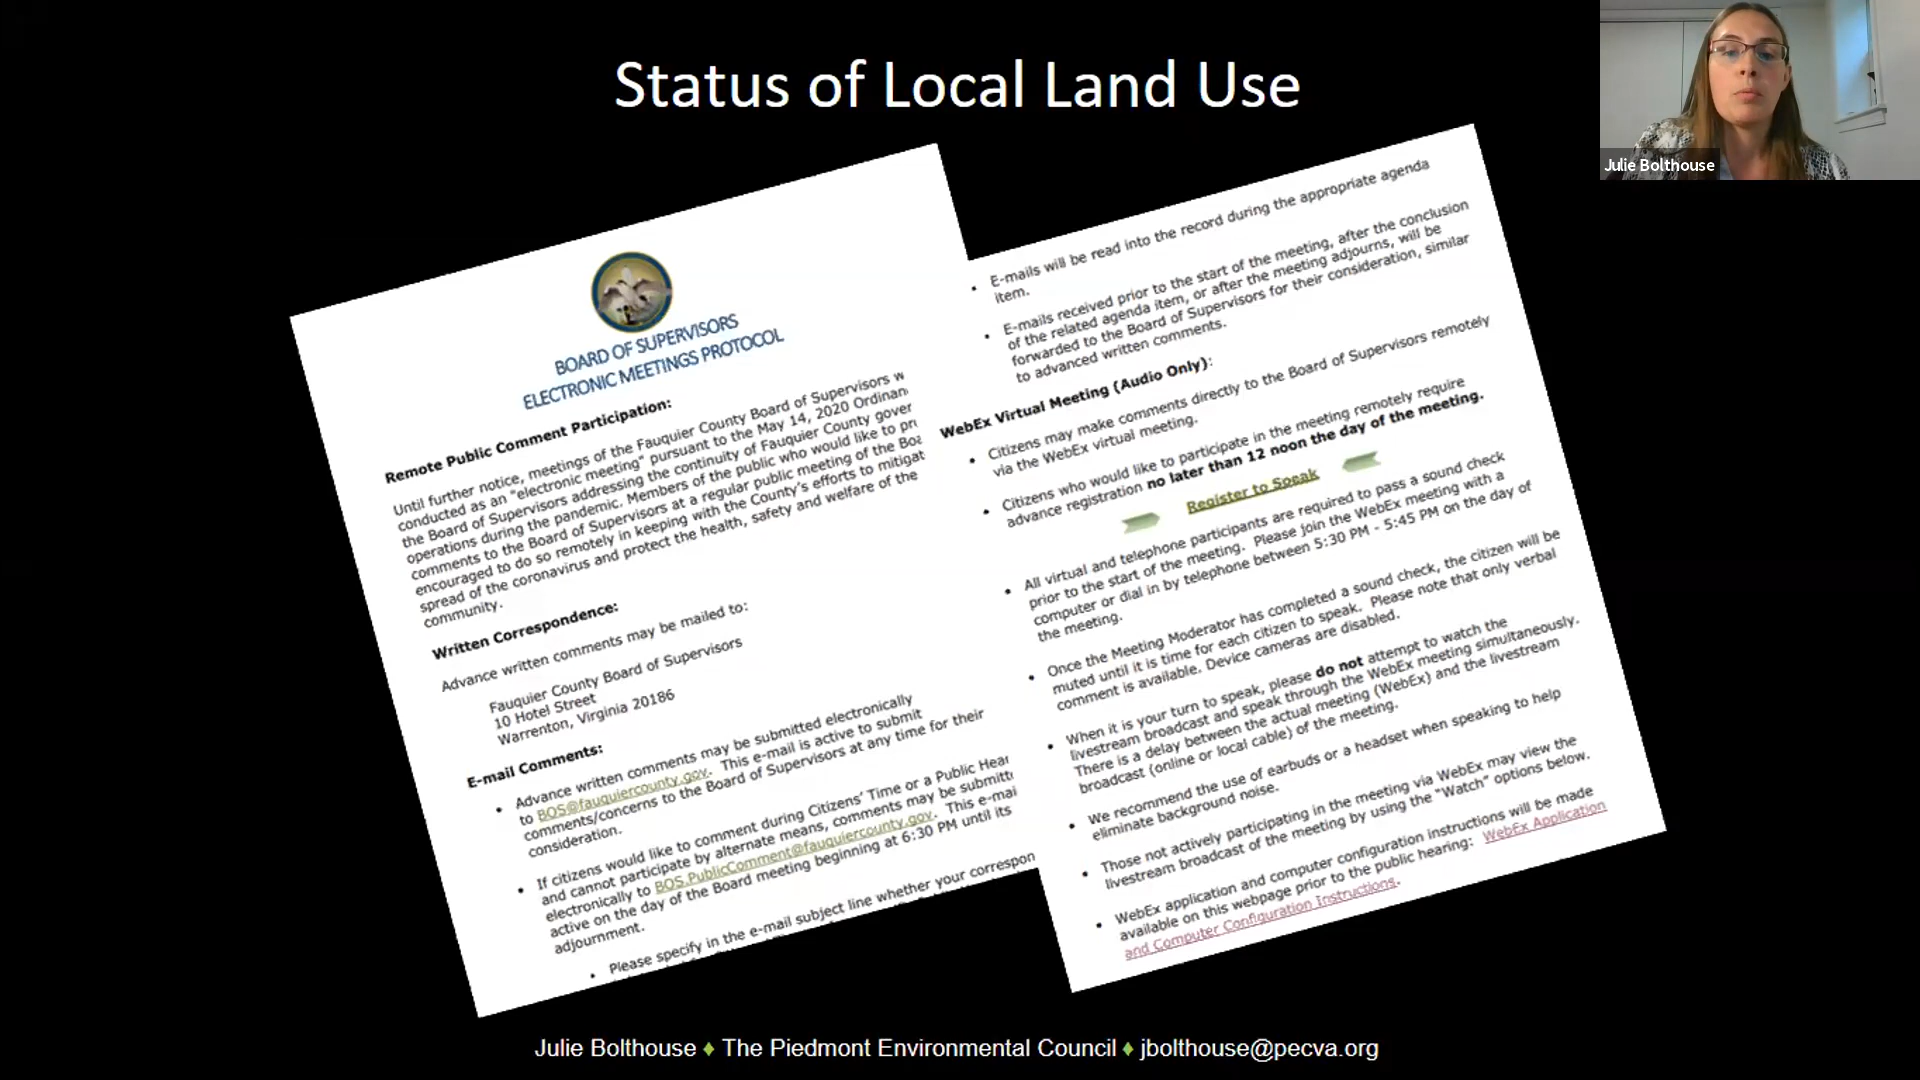 Status of Local Land Use
Julie Bolthouse
BOARD OF SUPERVISORS
ELECTRONIC MEETINGS PROTOCOL
Remote Public Comment Participation:
Until further notice, meetings of the Fauquier County Board of Supervisors w
conducted as an "electronic meeting" pursuant to the May 14, 2020 Ordinan
the Board of Supervisors addressing the continuity of Fauquier County gover
operations during the pandemic. Members of the public who would like to pr
comments to the Board of Supervisors at a regular public meeting of the Boa
encouraged to do so remotely in keeping with the County's efforts to mitigat
spread of the coronavirus and protect the health, safety and welfare of the
community.
Written Correspondence:
Advance written comments may be mailed to:
Fauquier County Board of Supervisors
10 Hotel Street
Warrenton, Virginia 20186
E-mail Comments:
• Advance written comments may be submitted electronically
to BOS@fauquiercounty.gov. This e-mail is active to submit
comments/concerns to the Board of Supervisors at any time for their
consideration.
• If citizens would like to comment during Citizens' Time or a Public Hear
and cannot participate by alternate means, comments may be submitte
electronically to BOS.PublicComment@fauquiercounty.gov. This e-mai
active on the day of the Board meeting beginning at 6:30 PM until its
adjournment.
• Please specify in the e-mail subject line whether your correspon
• E-mails will be read into the record during the appropriate agenda
item.
• E-mails received prior to the start of the meeting, after the conclusion
of the related agenda item, or after the meeting adjourns, will be
forwarded to the Board of Supervisors for their consideration, similar
to advanced written comments.
WebEx Virtual Meeting (Audio Only):
• Citizens may make comments directly to the Board of Supervisors remotely
via the WebEx virtual meeting.
• Citizens who would like to participate in the meeting remotely require
advance registration no later than 12 noon the day of the meeting.
Register to Speak
• All virtual and telephone participants are required to pass a sound check
prior to the start of the meeting. Please join the WebEx meeting with a
computer or dial in by telephone between 5:30 PM - 5:45 PM on the day of
the meeting.
• Once the Meeting Moderator has completed a sound check, the citizen will be
muted until it is time for each citizen to speak. Please note that only verbal
comment is available. Device cameras are disabled.
• When it is your turn to speak, please do not attempt to watch the
livestream broadcast and speak through the WebEx meeting simultaneously.
There is a delay between the actual meeting (WebEx) and the livestream
broadcast (online or local cable) of the meeting.
• We recommend the use of earbuds or a headset when speaking to help
eliminate background noise.
• Those not actively participating in the meeting via WebEx may view the
livestream broadcast of the meeting by using the "Watch" options below.
• WebEx application and computer configuration instructions will be made
available on this webpage prior to the public hearing: WebEx Application
and Computer Configuration Instructions.
Julie Bolthouse ♦ The Piedmont Environmental Council ♦ jbolthouse@pecva.org